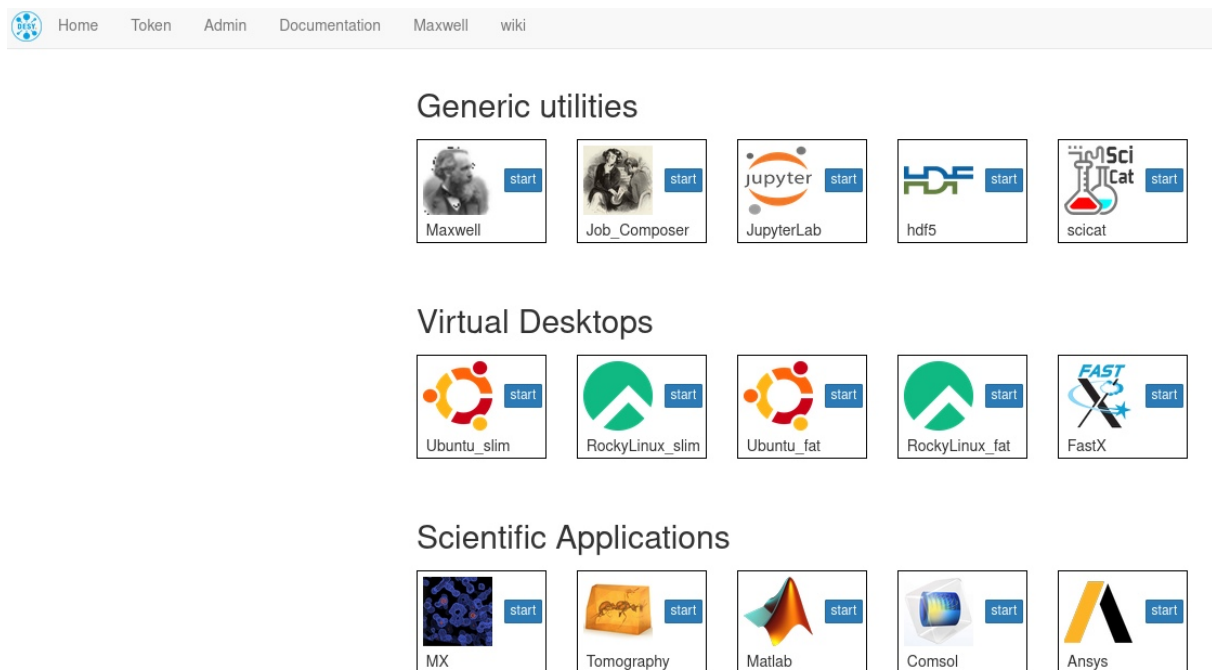 DESY. Home Token Admin Documentation Maxwell wiki
Generic utilities
start start jupyter start HDF start Sci Cat start
Maxwell Job_Composer JupyterLab hdf5 scicat
Virtual Desktops
start start start start FAST X start
Ubuntu_slim RockyLinux_slim Ubuntu_fat RockyLinux_fat FastX
Scientific Applications
start start start start start
MX Tomography Matlab Comsol Ansys